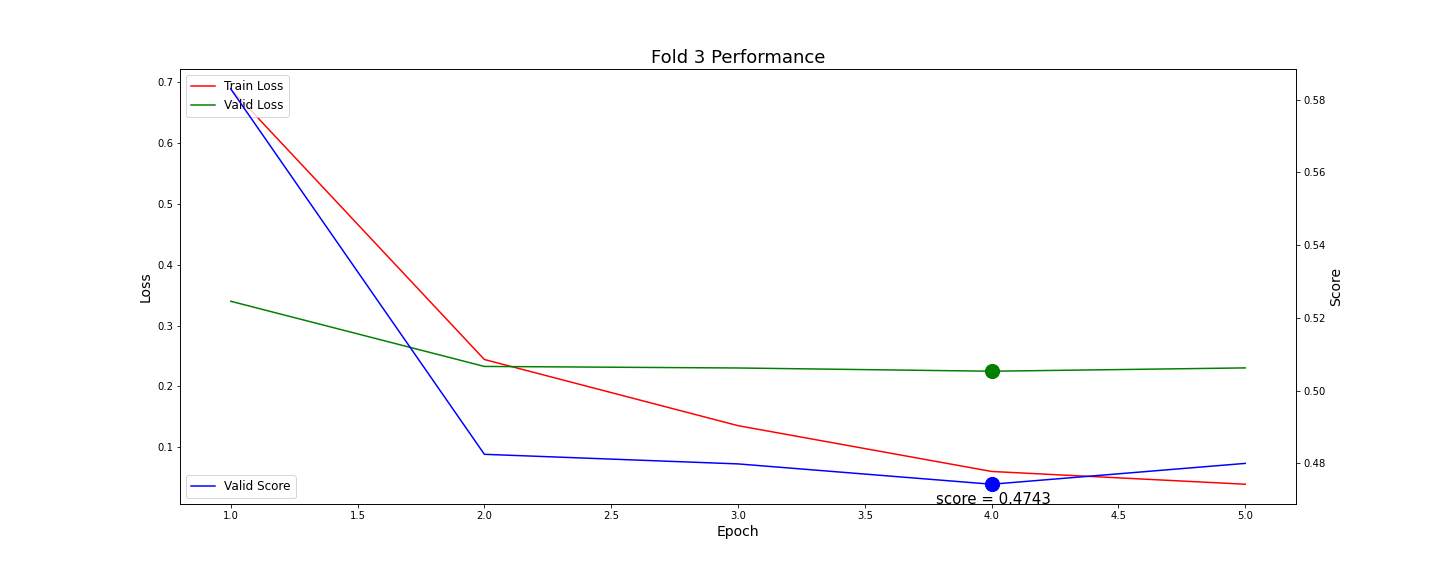 Fold 3 Performance
Train Loss
Valid Loss
Valid Score
0.7
0.6
0.5
0.4
0.3
0.2
0.1
Loss
0.58
0.56
0.54
0.52
0.50
0.48
Score
score = 0.4743
1.0 1.5 2.0 2.5 3.0 3.5 4.0 4.5 5.0
Epoch